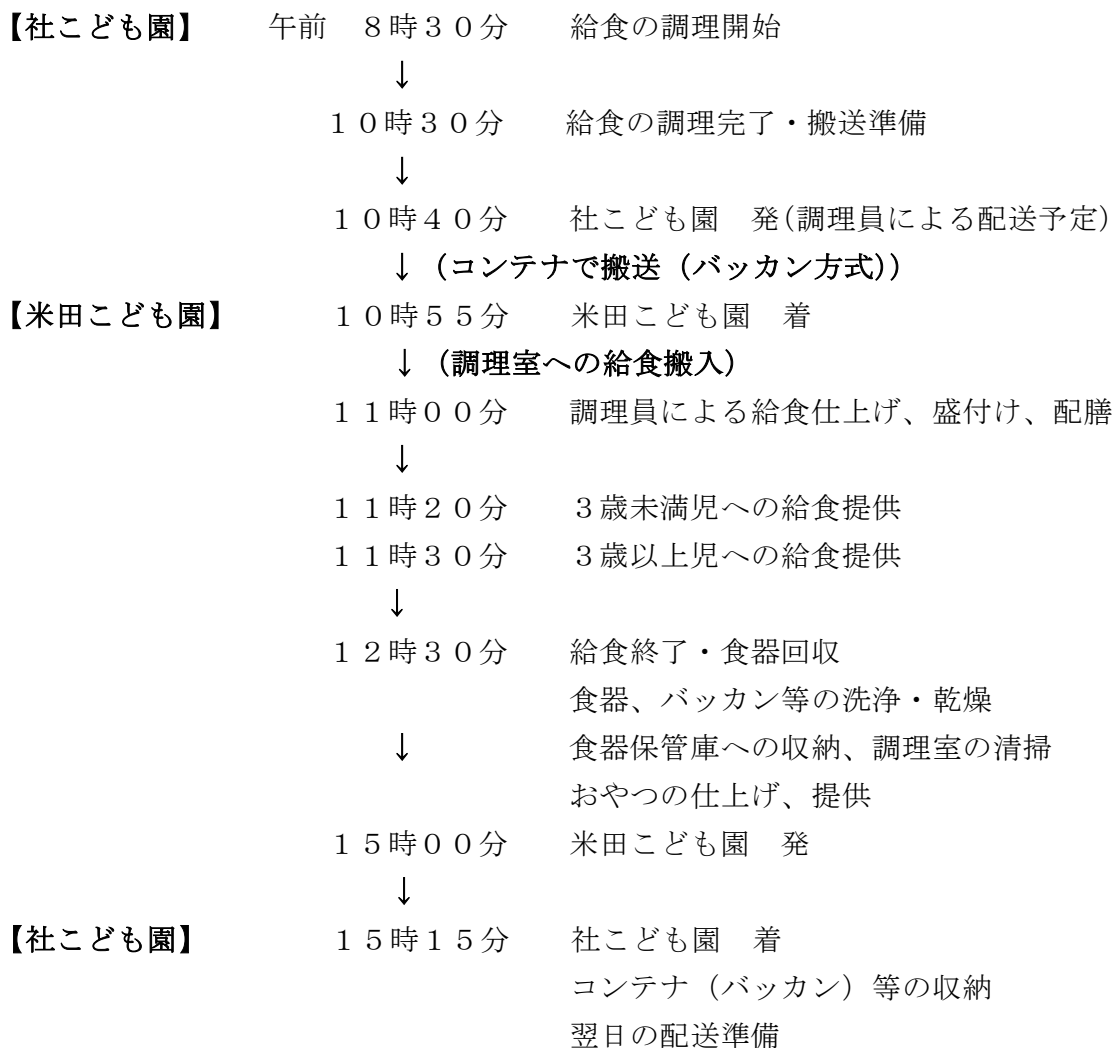 【社こども園】　午前　８時３０分　給食の調理開始
↓
１０時３０分　給食の調理完了・搬送準備
↓
１０時４０分　社こども園　発(調理員による配送予定)
↓（コンテナで搬送（バッカン方式））
【米田こども園】　１０時５５分　米田こども園　着
↓（調理室への給食搬入）
１１時００分　調理員による給食仕上げ、盛付け、配膳
↓
１１時２０分　３歳未満児への給食提供
１１時３０分　３歳以上児への給食提供
↓
１２時３０分　給食終了・食器回収
食器、バッカン等の洗浄・乾燥
↓　食器保管庫への収納、調理室の清掃
おやつの仕上げ、提供
１５時００分　米田こども園　発
↓
【社こども園】　１５時１５分　社こども園　着
コンテナ（バッカン）等の収納
翌日の配送準備